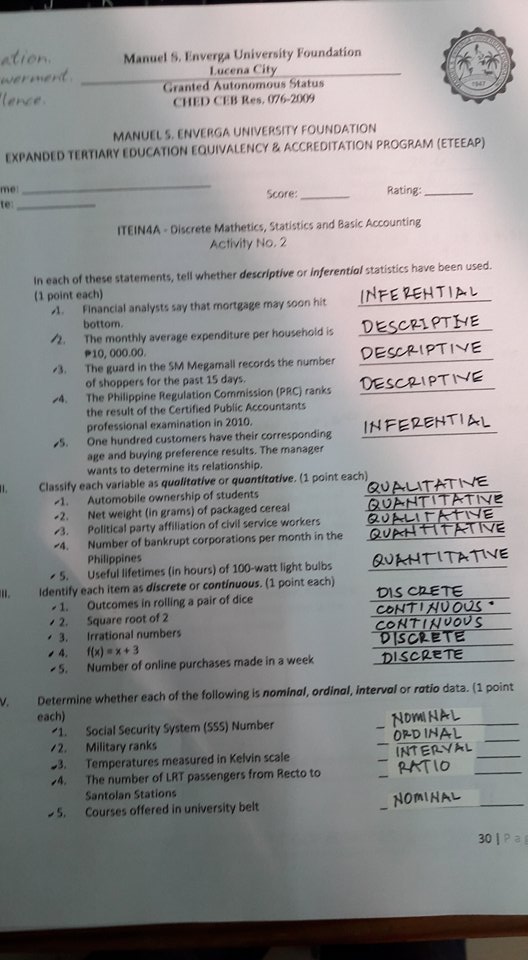 ation.
werment.
lence.
Manuel S. Enverga University Foundation
Lucena City
Granted Autonomous Status
CHED CEB Res. 076-2009
1947
MANUEL S. ENVERGA UNIVERSITY FOUNDATION
EXPANDED TERTIARY EDUCATION EQUIVALENCY & ACCREDITATION PROGRAM (ETEEAP)
me: Score: Rating:
te:
ITEIN4A - Discrete Mathetics, Statistics and Basic Accounting
Activity No. 2
In each of these statements, tell whether descriptive or inferential statistics have been used.
(1 point each)
1. Financial analysts say that mortgage may soon hit INFERENTIAL
bottom.
2. The monthly average expenditure per household is DESCRIPTIVE
₱10, 000.00.
3. The guard in the SM Megamall records the number DESCRIPTIVE
of shoppers for the past 15 days.
4. The Philippine Regulation Commission (PRC) ranks DESCRIPTIVE
the result of the Certified Public Accountants
professional examination in 2010.
5. One hundred customers have their corresponding INFERENTIAL
age and buying preference results. The manager
wants to determine its relationship.
II. Classify each variable as qualitative or quantitative. (1 point each)
1. Automobile ownership of students QUALITATIVE
2. Net weight (in grams) of packaged cereal QUANTITATIVE
3. Political party affiliation of civil service workers QUALITATIVE
4. Number of bankrupt corporations per month in the QUANTITATIVE
Philippines
5. Useful lifetimes (in hours) of 100-watt light bulbs QUANTITATIVE
III. Identify each item as discrete or continuous. (1 point each)
1. Outcomes in rolling a pair of dice DISCRETE
2. Square root of 2 CONTINUOUS
3. Irrational numbers CONTINUOUS
4. f(x) = x + 3 DISCRETE
5. Number of online purchases made in a week DISCRETE
V. Determine whether each of the following is nominal, ordinal, interval or ratio data. (1 point
each)
1. Social Security System (SSS) Number NOMINAL
2. Military ranks ORDINAL
3. Temperatures measured in Kelvin scale INTERVAL
4. The number of LRT passengers from Recto to RATIO
Santolan Stations
5. Courses offered in university belt NOMINAL
30 | Pag